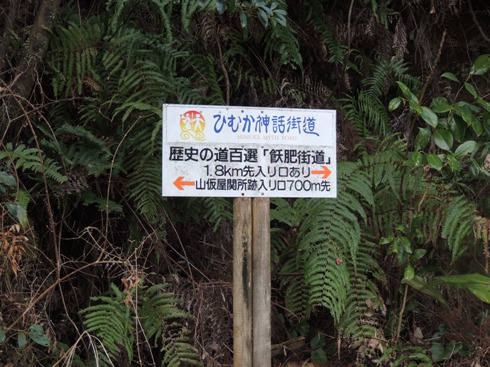 ひむか神話街道
HIMUKA MYTH ROAD
歴史の道百選「飫肥街道」
1.8km先入り口あり→
←山仮屋関所跡入り口700m先